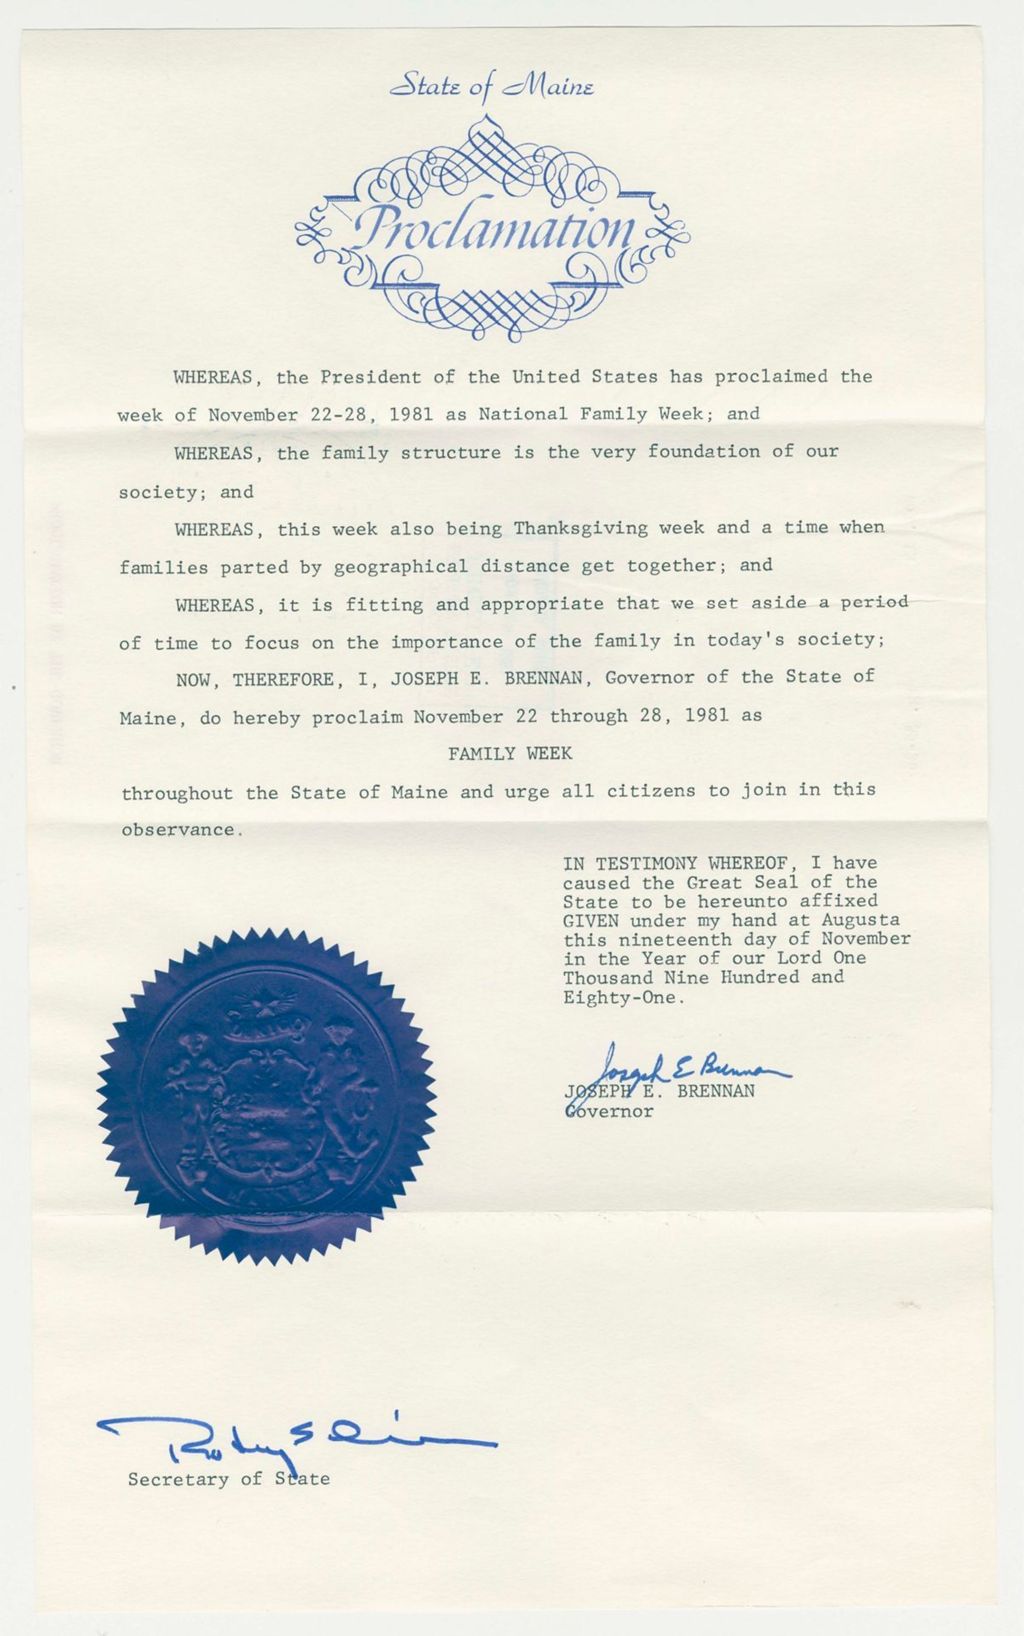 State of Maine
Proclamation
WHEREAS, the President of the United States has proclaimed the
week of November 22-28, 1981 as National Family Week; and
WHEREAS, the family structure is the very foundation of our
society; and
WHEREAS, this week also being Thanksgiving week and a time when
families parted by geographical distance get together; and
WHEREAS, it is fitting and appropriate that we set aside a period
of time to focus on the importance of the family in today's society;
NOW, THEREFORE, I, JOSEPH E. BRENNAN, Governor of the State of
Maine, do hereby proclaim November 22 through 28, 1981 as
FAMILY WEEK
throughout the State of Maine and urge all citizens to join in this
observance.
IN TESTIMONY WHEREOF, I have
caused the Great Seal of the
State to be hereunto affixed
GIVEN under my hand at Augusta
this nineteenth day of November
in the Year of our Lord One
Thousand Nine Hundred and
Eighty-One.
Joseph E Brennan
JOSEPH E. BRENNAN
Governor
DIRIGO
MAINE
Secretary of State